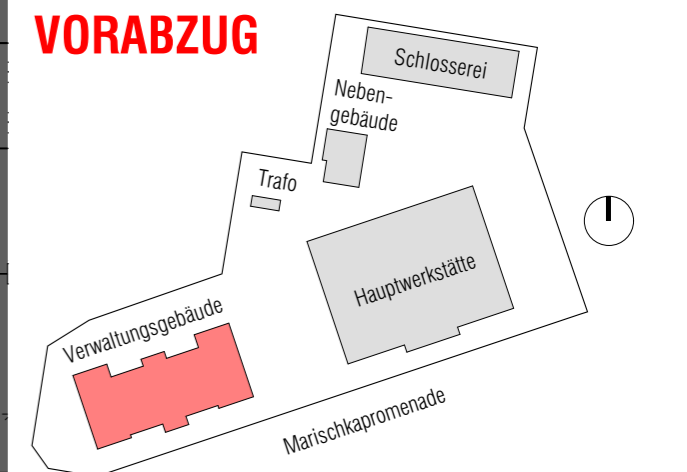 VORABZUG
Schlosserei
Neben-
gebäude
Trafo
Hauptwerkstätte
Verwaltungsgebäude
Marischkapromenade